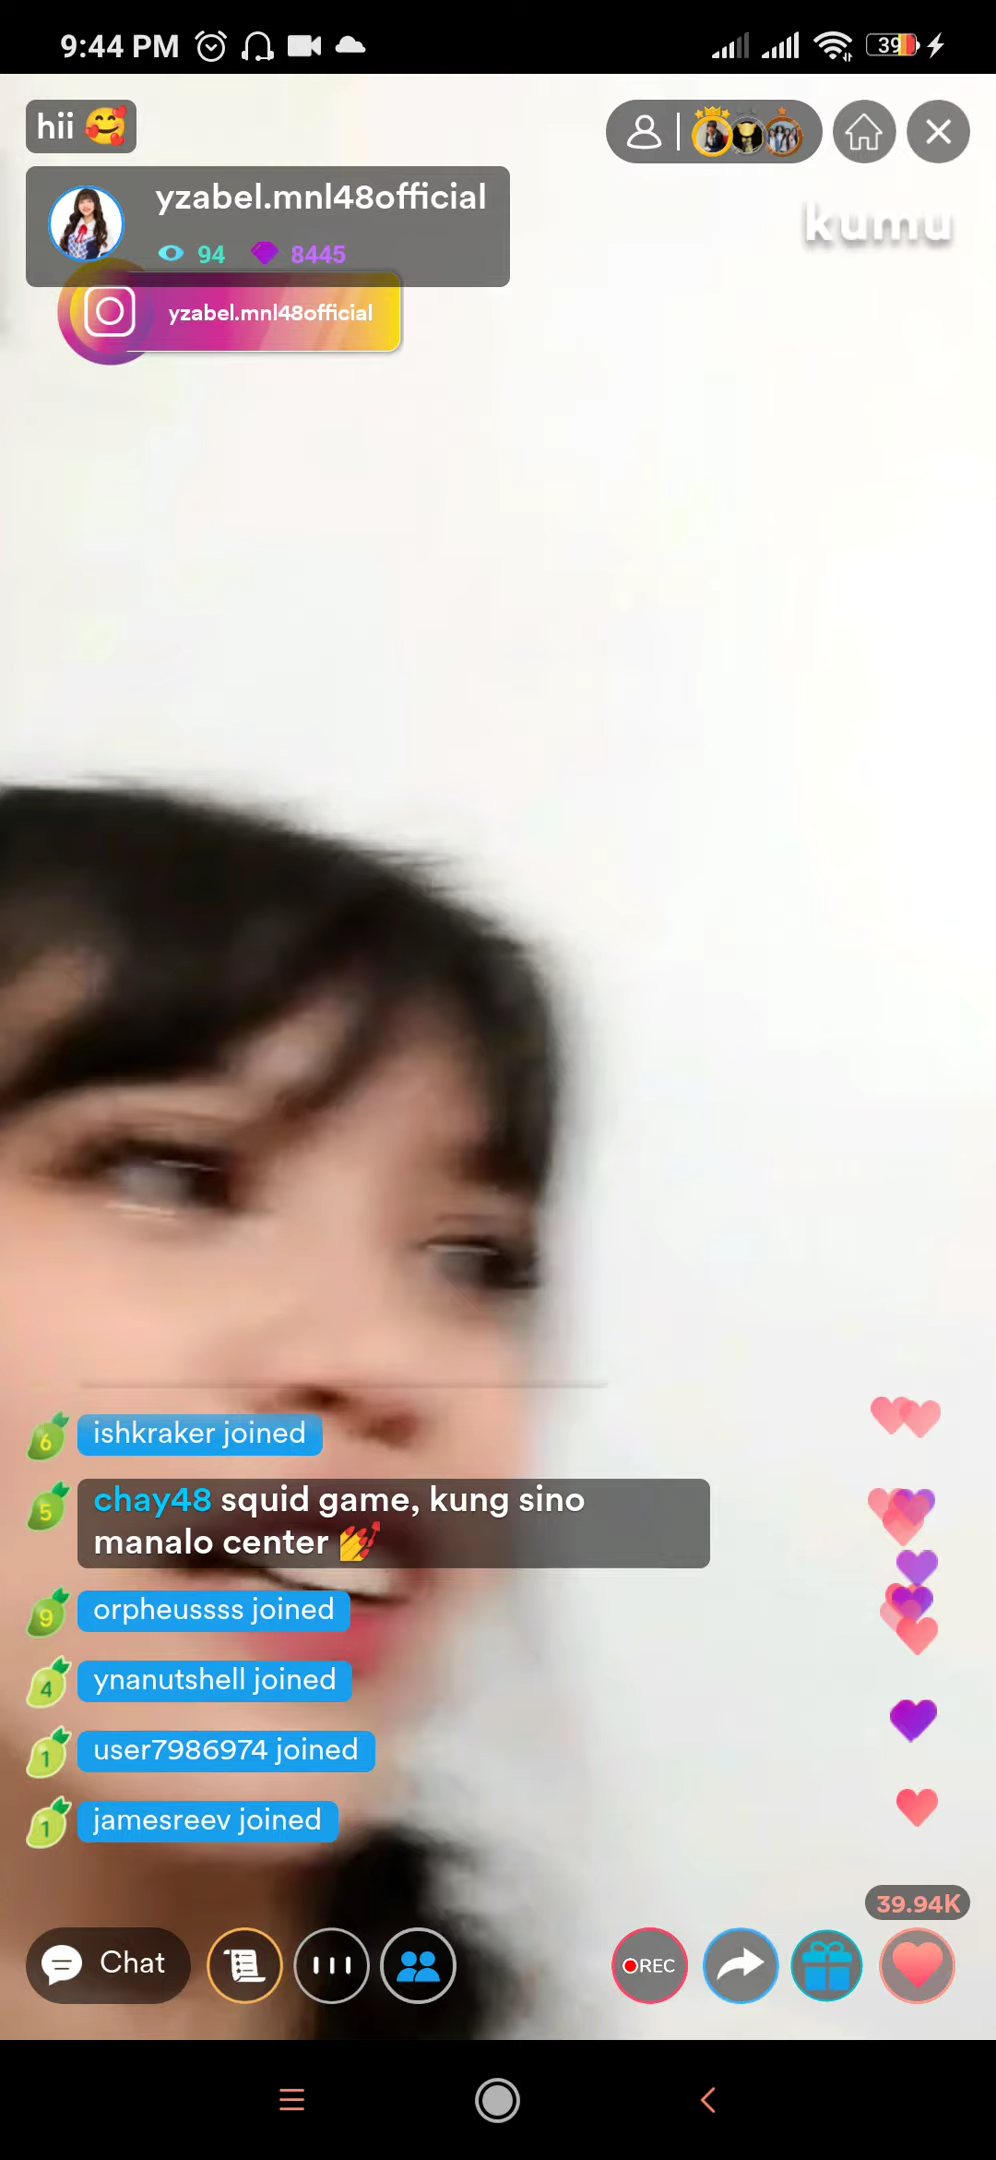 9:44 PM
39
hii 🥰
yzabel.mnl48official
94 8445
kumu
yzabel.mnl48official
6 ishkraker joined
5 chay48 squid game, kung sino
manalo center 💅
9 orpheussss joined
4 ynanutshell joined
1 user7986974 joined
1 jamesreev joined
39.94K
Chat
REC